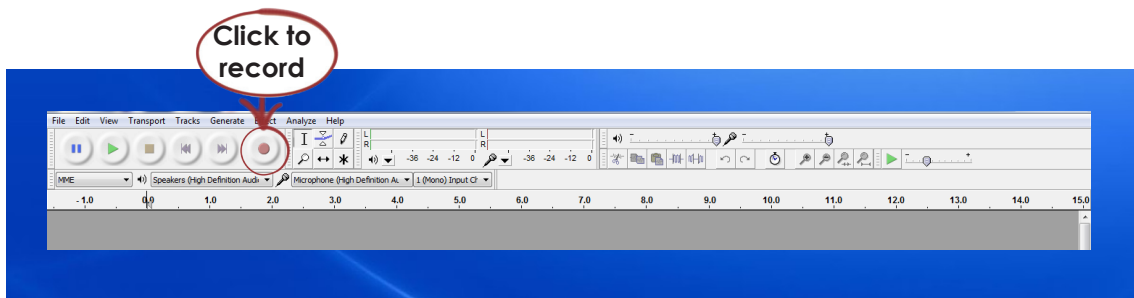 Click to
record
File Edit View Transport Tracks Generate Effect Analyze Help
L
R
L
R
-36 -24 -12 0
-36 -24 -12 0
MME
Speakers (High Definition Audi
Microphone (High Definition Au
1 (Mono) Input Ch
- 1.0 0.0 1.0 2.0 3.0 4.0 5.0 6.0 7.0 8.0 9.0 10.0 11.0 12.0 13.0 14.0 15.0